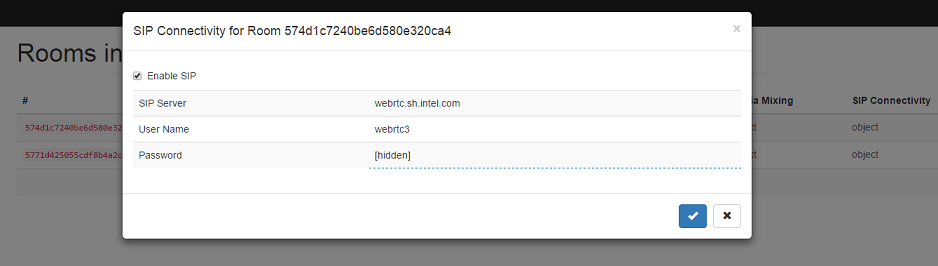 SIP Connectivity for Room 574d1c7240be6d580e320ca4 ×
Rooms in
Enable SIP
# a Mixing SIP Connectivity
SIP Server webrtc.sh.intel.com
574d1c7240be6d580e32 ct object
User Name webrtc3
5771d425055cdf8b4a2c ct object
Password [hidden]